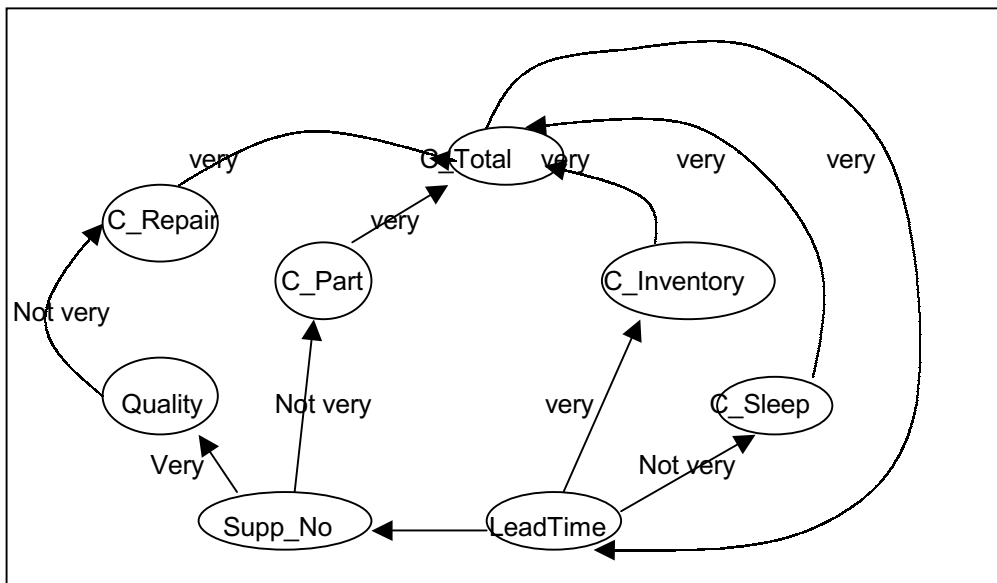 very
C_Total
very
very
very
C_Repair
very
C_Part
C_Inventory
Not very
Quality
Not very
very
C_Sleep
Very
Not very
Supp_No
LeadTime